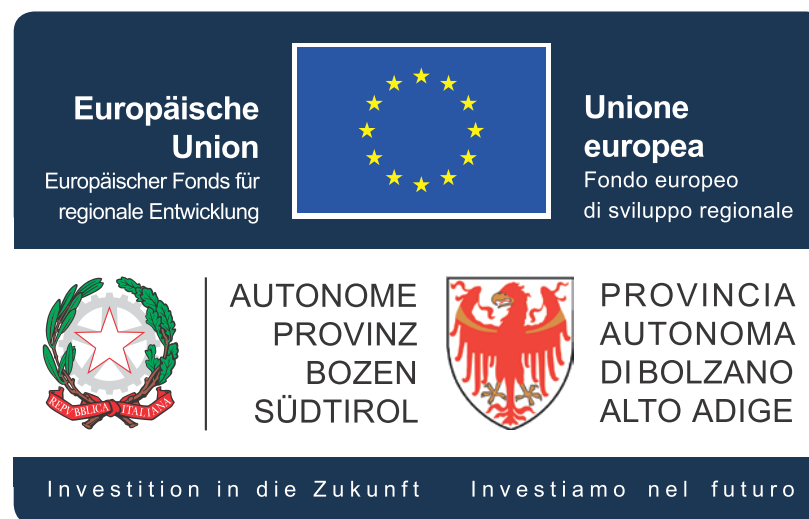 Europäische
Union
Europäischer Fonds für
regionale Entwicklung
Unione
europea
Fondo europeo
di sviluppo regionale
REPVBBLICA ITALIANA
AUTONOME
PROVINZ
BOZEN
SÜDTIROL
PROVINCIA
AUTONOMA
DI BOLZANO
ALTO ADIGE
Investition in die Zukunft
Investiamo nel futuro